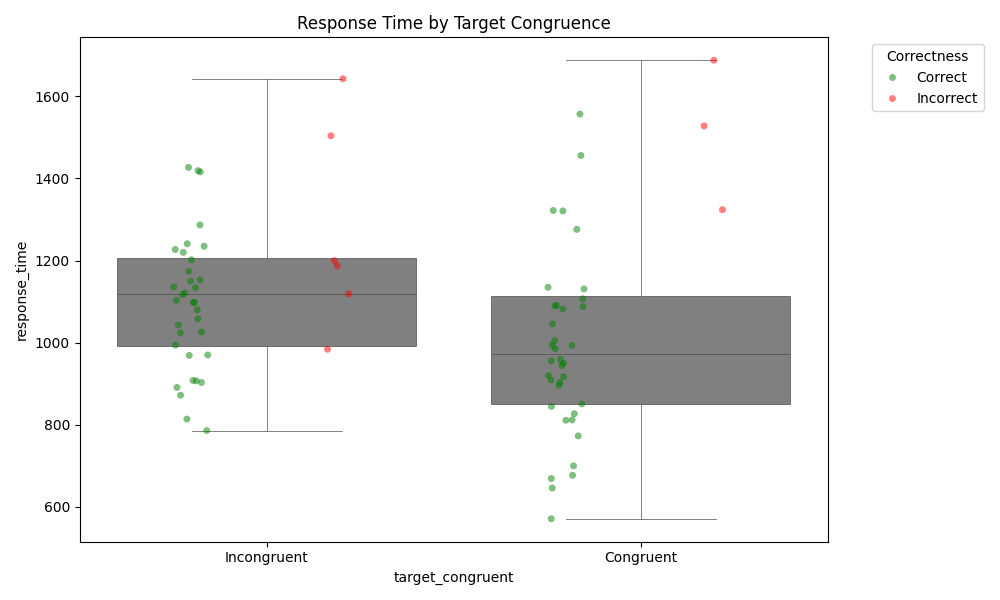 Response Time by Target Congruence
Correctness
Correct
Incorrect
1600
1400
1200
1000
800
600
response_time
Incongruent
Congruent
target_congruent